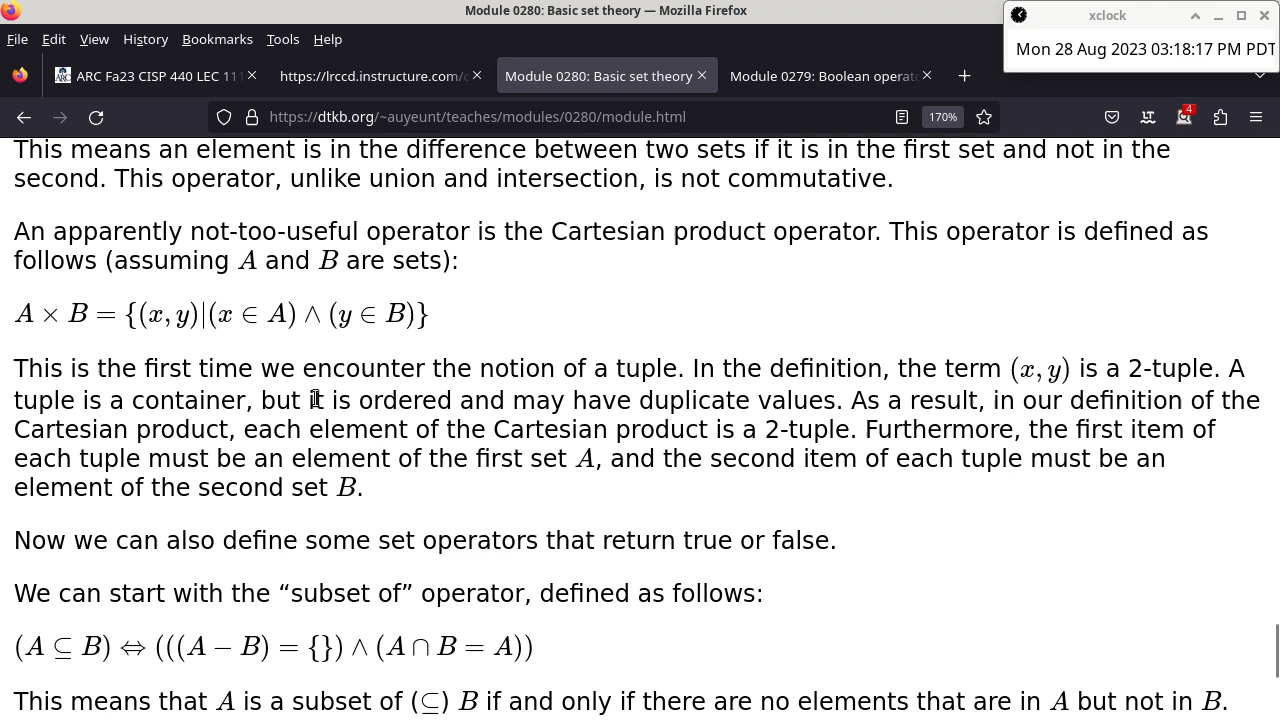 Module 0280: Basic set theory — Mozilla Firefox
xclock
File Edit View History Bookmarks Tools Help
Mon 28 Aug 2023 03:18:17 PM PDT
ARC Fa23 CISP 440 LEC 111
https://lrccd.instructure.com/c
Module 0280: Basic set theory
Module 0279: Boolean operat
https://dtkb.org/~auyeunt/teaches/modules/0280/module.html
170%
4
This means an element is in the difference between two sets if it is in the first set and not in the
second. This operator, unlike union and intersection, is not commutative.
An apparently not-too-useful operator is the Cartesian product operator. This operator is defined as
follows (assuming A and B are sets):
A × B = {(x, y)|(x ∈ A) ∧ (y ∈ B)}
This is the first time we encounter the notion of a tuple. In the definition, the term (x, y) is a 2-tuple. A
tuple is a container, but it is ordered and may have duplicate values. As a result, in our definition of the
Cartesian product, each element of the Cartesian product is a 2-tuple. Furthermore, the first item of
each tuple must be an element of the first set A, and the second item of each tuple must be an
element of the second set B.
Now we can also define some set operators that return true or false.
We can start with the “subset of” operator, defined as follows:
(A ⊆ B) ⇔ (((A − B) = {}) ∧ (A ∩ B = A))
This means that A is a subset of (⊆) B if and only if there are no elements that are in A but not in B.